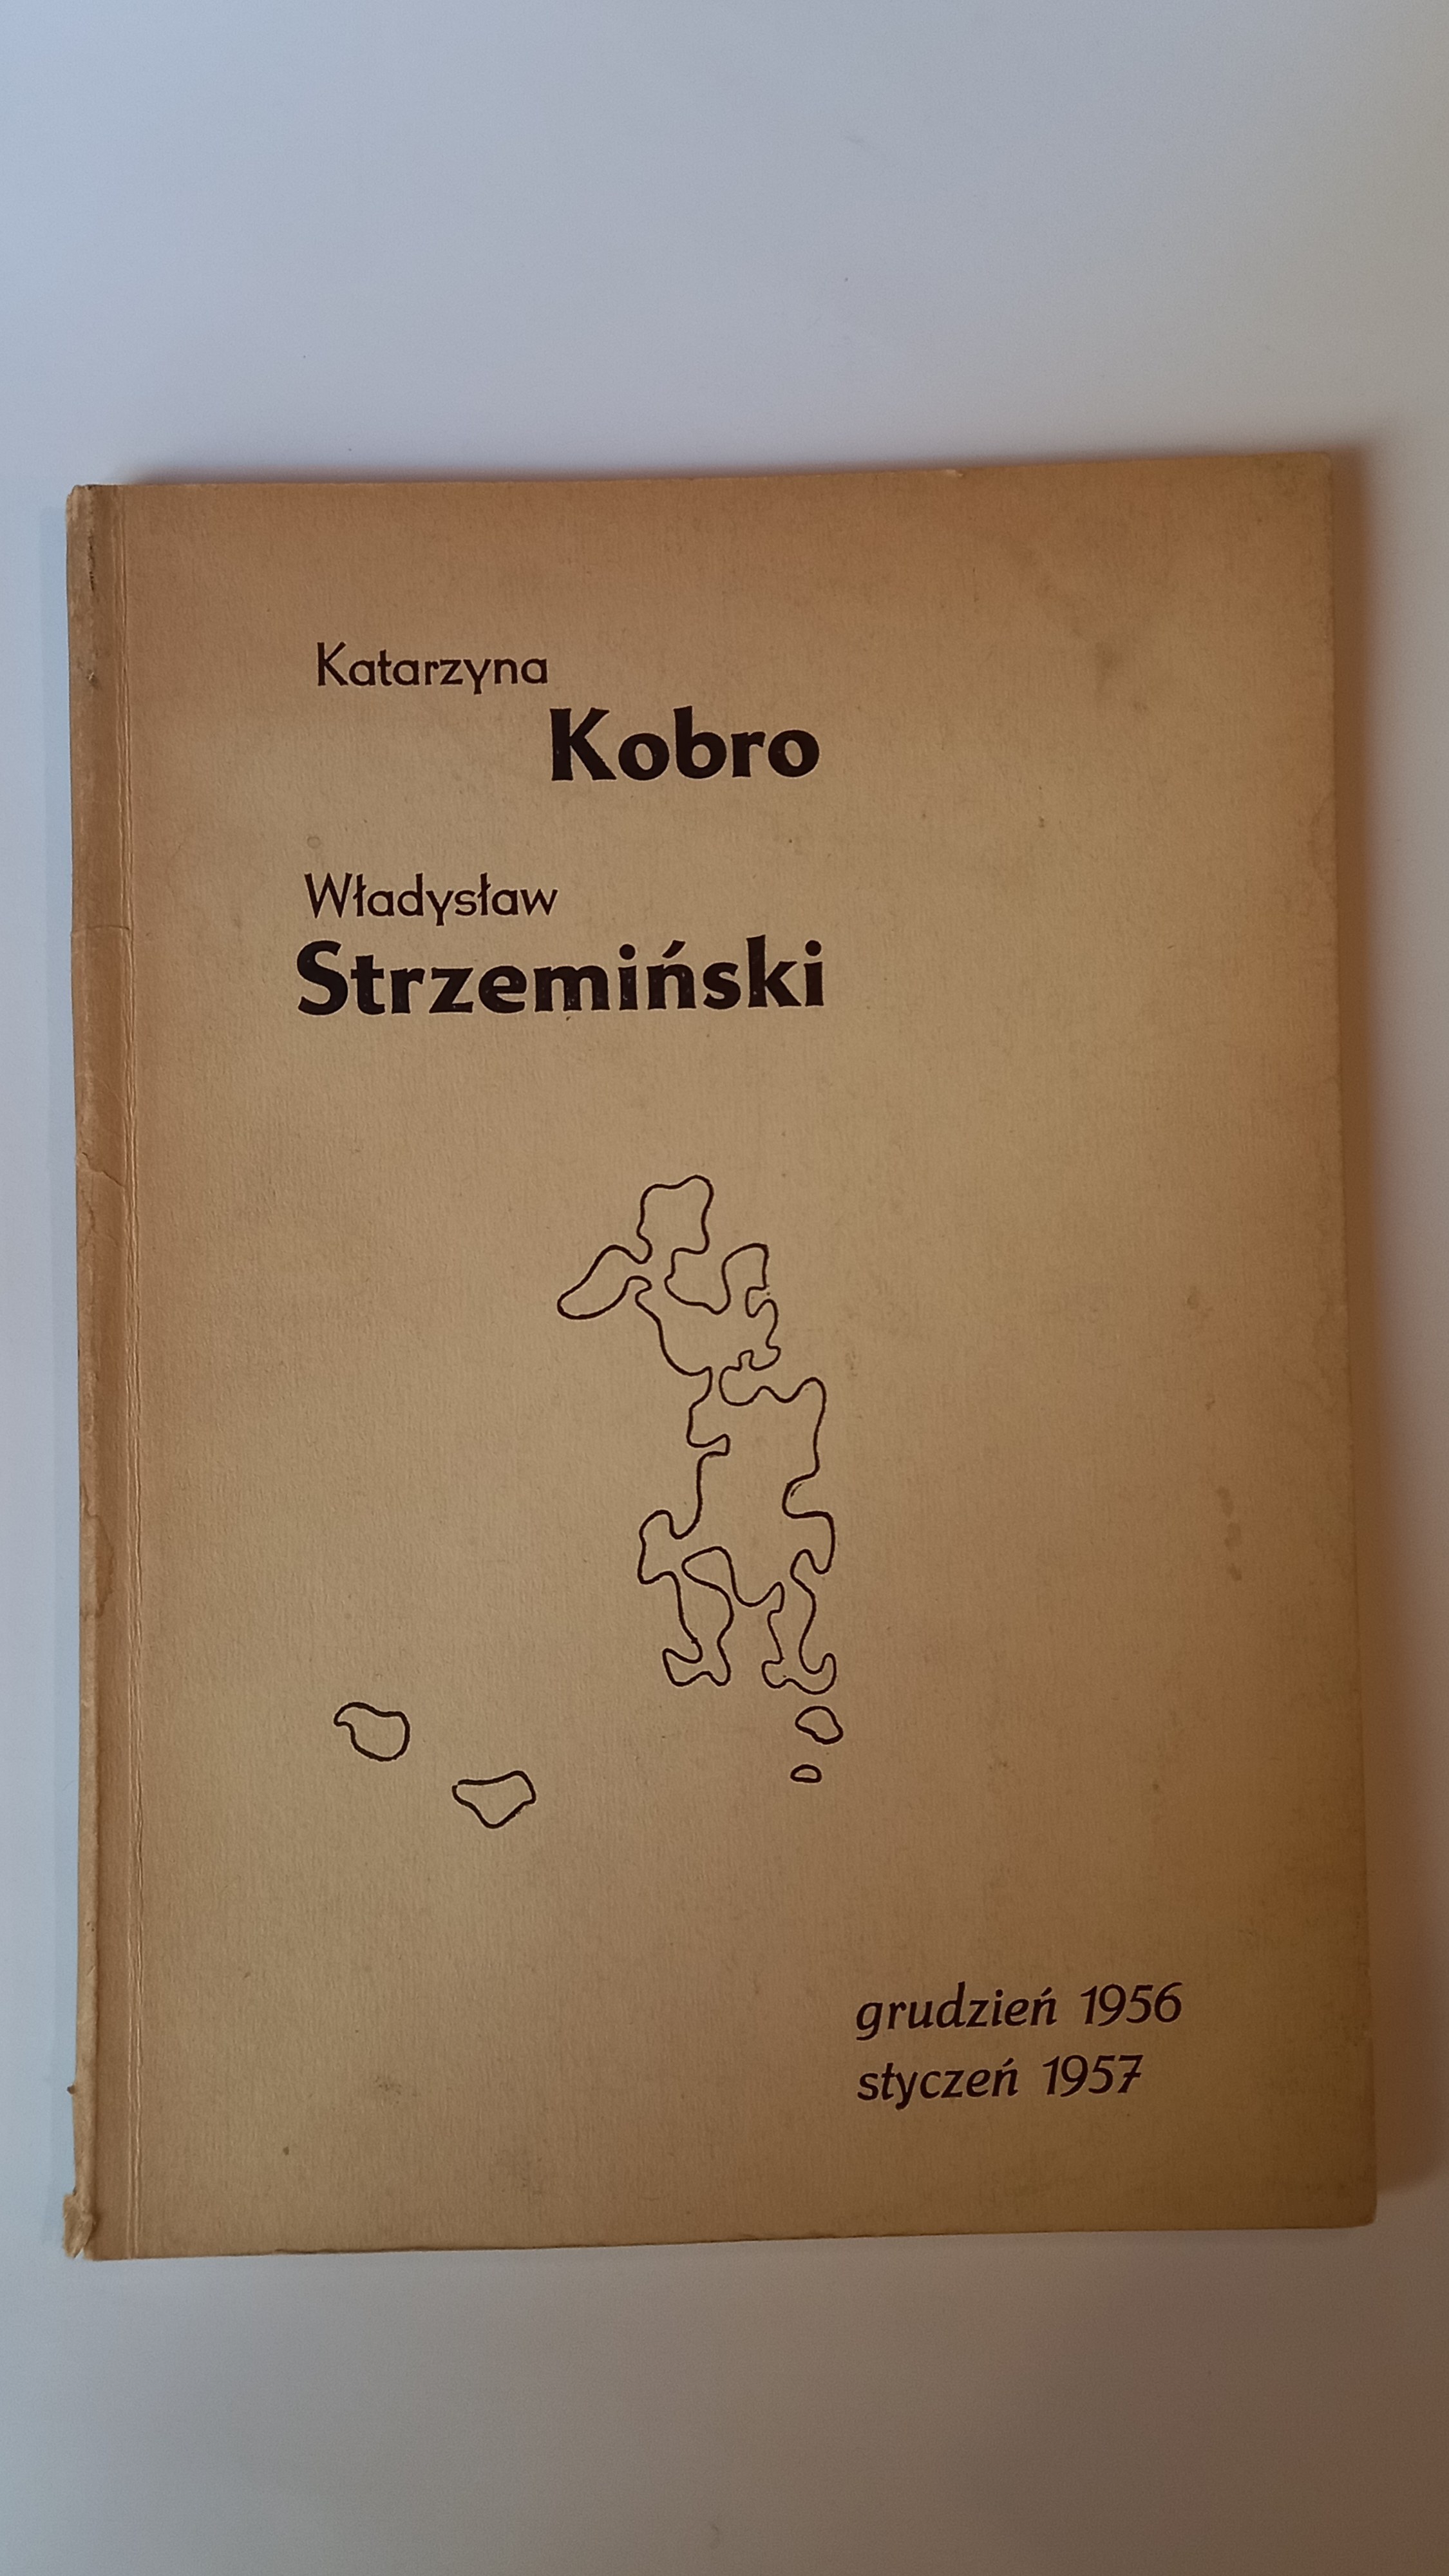 Katarzyna
Kobro
Władysław
Strzemiński
grudzień 1956
styczeń 1957